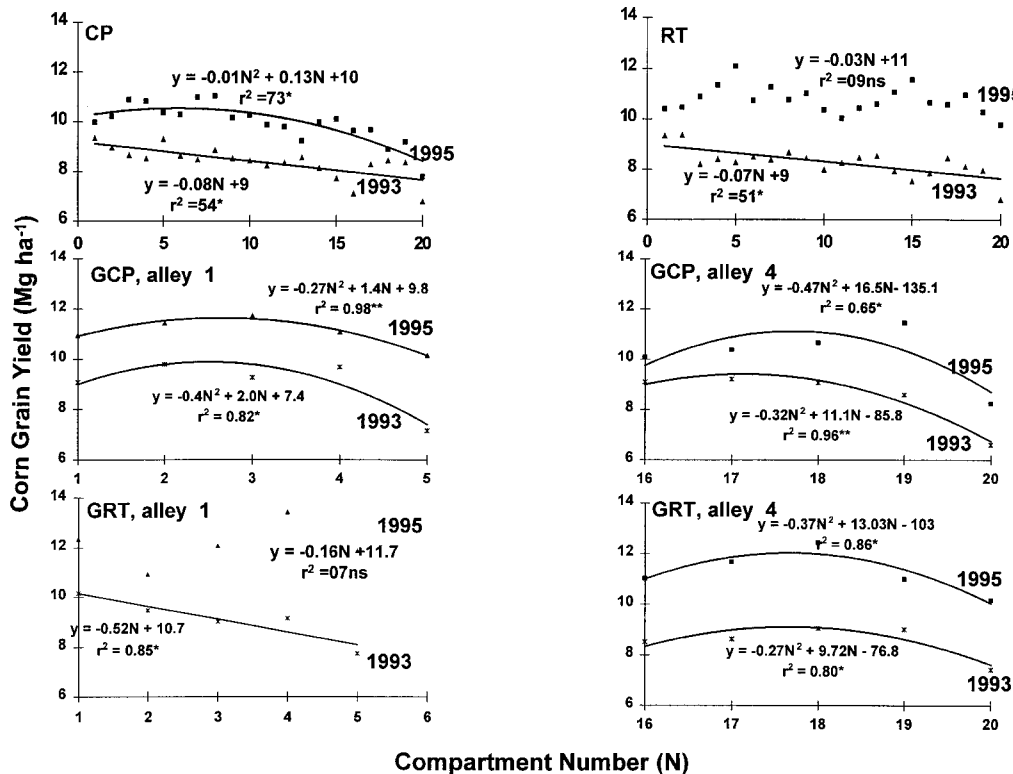 Corn Grain Yield (Mg ha⁻¹)
CP
y = -0.01N² + 0.13N +10
r² =73*
1995
1993
y = -0.08N +9
r² =54*
14
12
10
8
6
0
5
10
15
20
RT
y = -0.03N +11
r² =09ns
1995
1993
y = -0.07N +9
r² =51*
14
12
10
8
6
0
5
10
15
20
GCP, alley 1
y = -0.27N² + 1.4N + 9.8
r² = 0.98**
1995
y = -0.4N² + 2.0N + 7.4
r² = 0.82*
1993
14
12
10
8
6
1
2
3
4
5
GCP, alley 4
y = -0.47N² + 16.5N- 135.1
r² = 0.65*
1995
y = -0.32N² + 11.1N - 85.8
r² = 0.96**
1993
14
12
10
8
6
16
17
18
19
20
GRT, alley 1
1995
y = -0.16N +11.7
r² =07ns
y = -0.52N + 10.7
r² = 0.85*
1993
14
12
10
8
6
1
2
3
4
5
6
GRT, alley 4
y = -0.37N² + 13.03N - 103
r² = 0.86*
1995
y = -0.27N² + 9.72N - 76.8
r² = 0.80*
1993
14
12
10
8
6
16
17
18
19
20
Compartment Number (N)